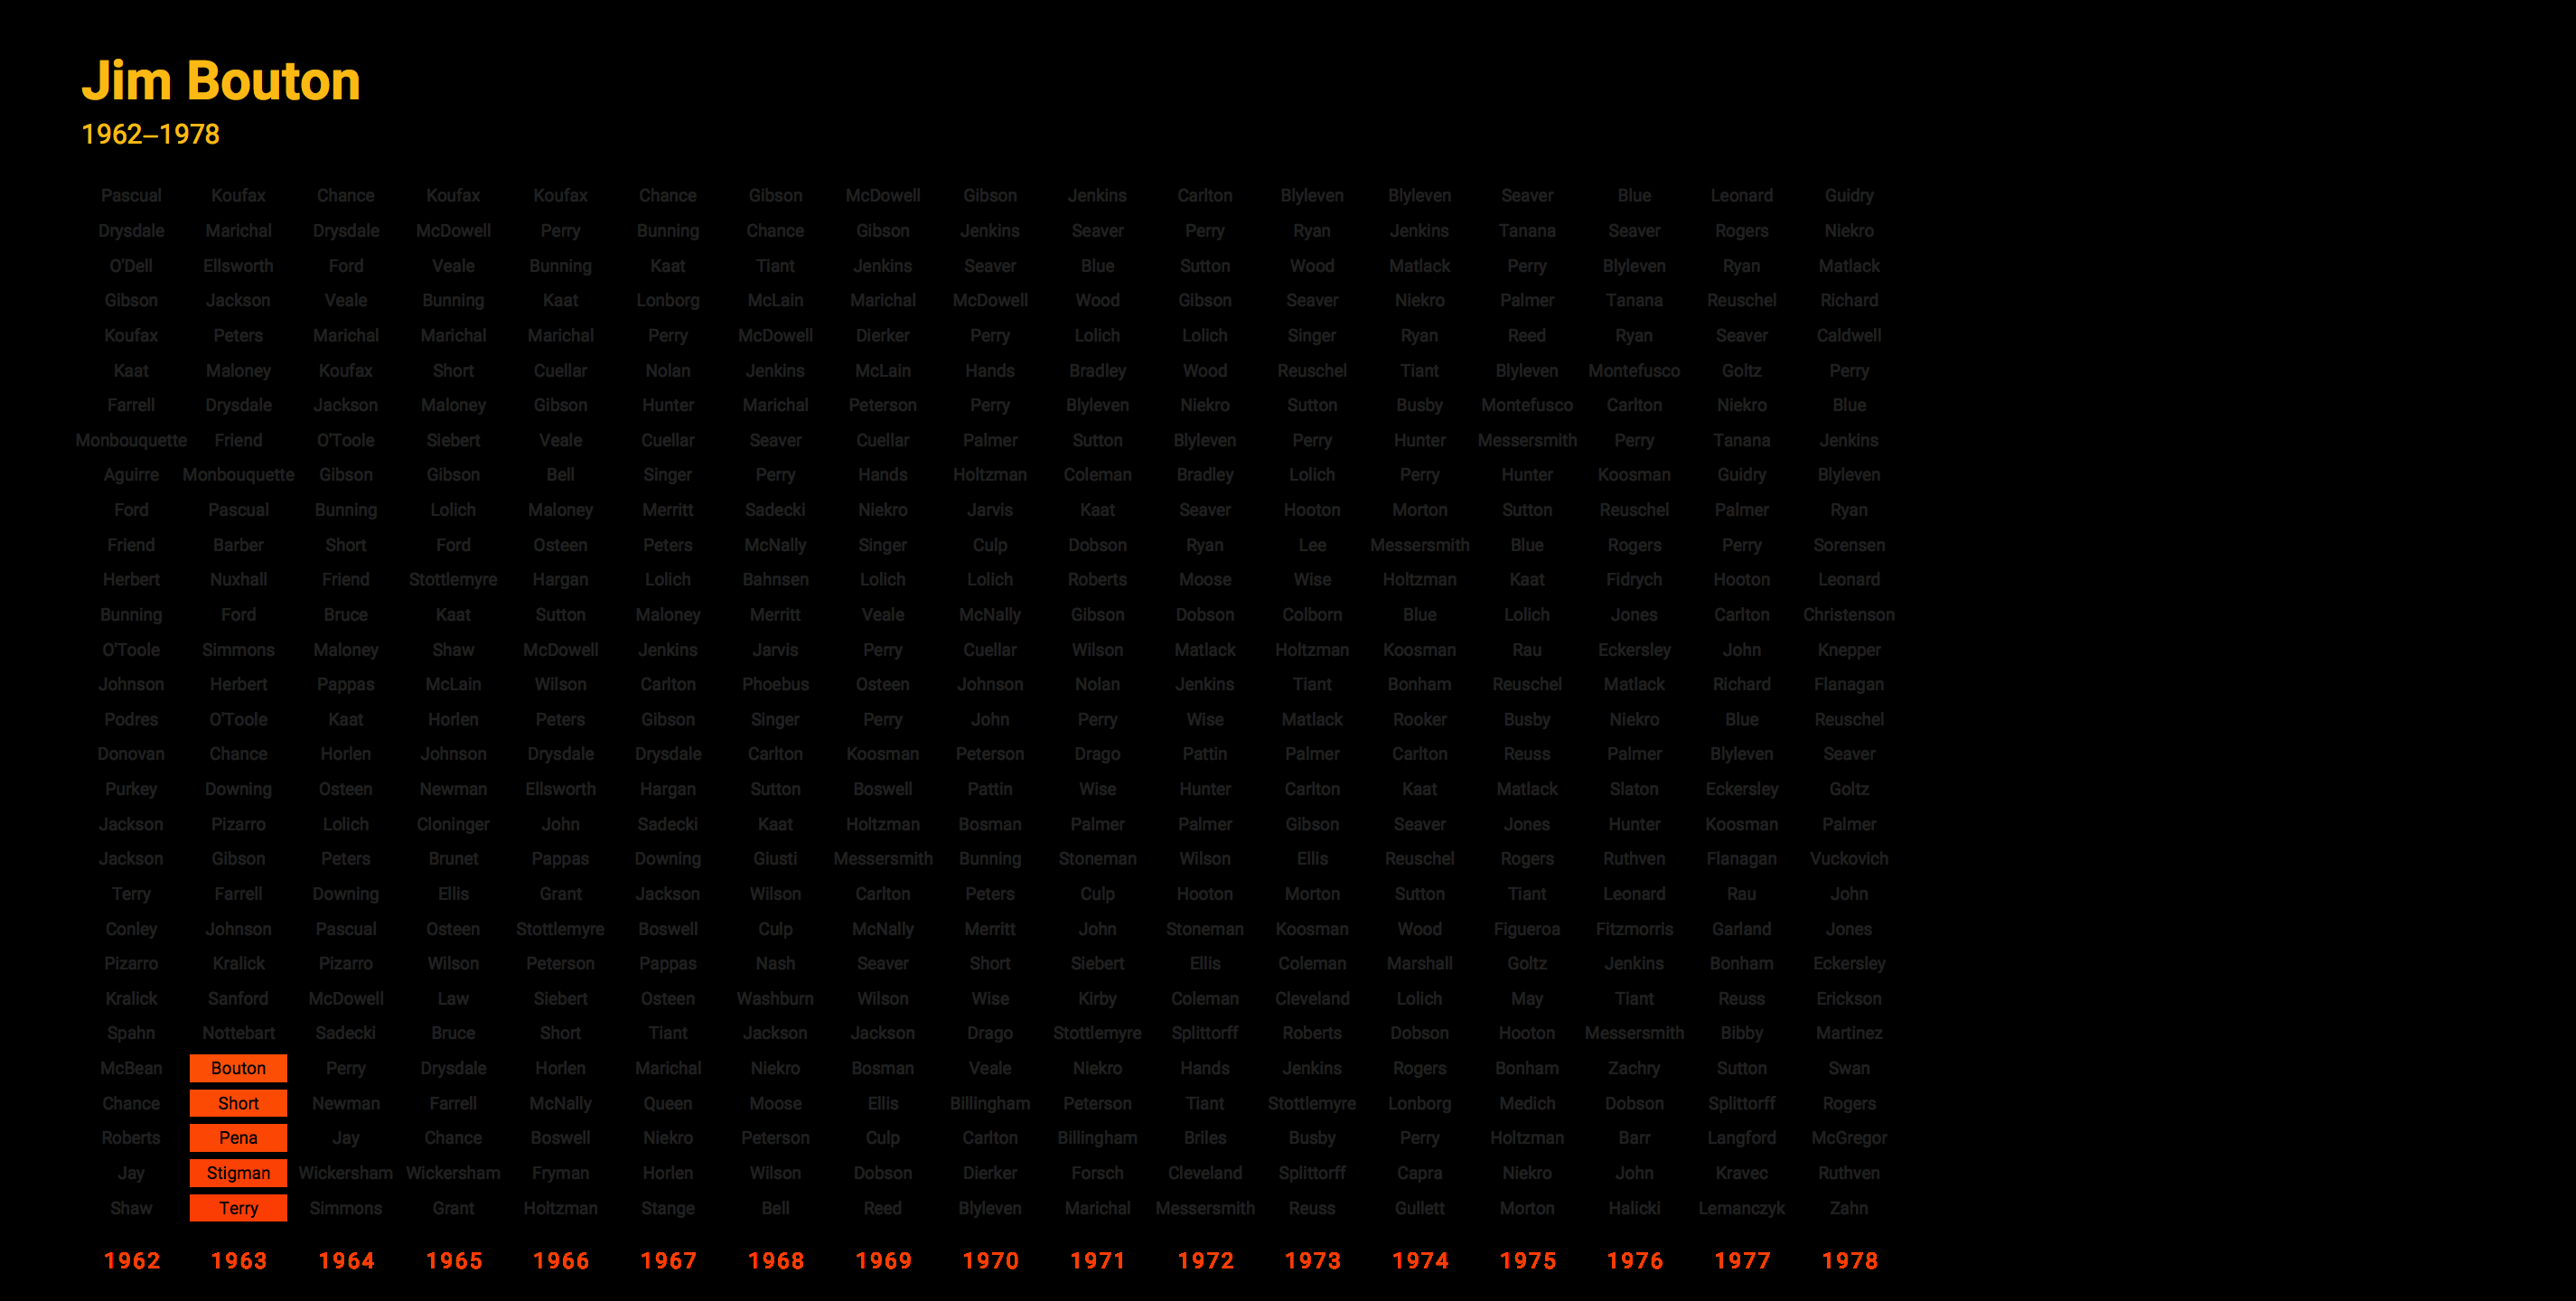 Jim Bouton
1962–1978
Pascual Koufax Chance Koufax Koufax Chance Gibson McDowell Gibson Jenkins Carlton Blyleven Blyleven Seaver Blue Leonard Guidry
Drysdale Marichal Drysdale McDowell Perry Bunning Chance Gibson Jenkins Seaver Perry Ryan Jenkins Tanana Seaver Rogers Niekro
O'Dell Ellsworth Ford Veale Bunning Kaat Tiant Jenkins Seaver Blue Sutton Wood Matlack Perry Blyleven Ryan Matlack
Gibson Jackson Veale Bunning Kaat Lonborg McLain Marichal McDowell Wood Gibson Seaver Niekro Palmer Tanana Reuschel Richard
Koufax Peters Marichal Marichal Marichal Perry McDowell Dierker Perry Lolich Lolich Singer Ryan Reed Ryan Seaver Caldwell
Kaat Maloney Koufax Short Cuellar Nolan Jenkins McLain Hands Bradley Wood Reuschel Tiant Blyleven Montefusco Goltz Perry
Farrell Drysdale Jackson Maloney Gibson Hunter Marichal Peterson Perry Blyleven Niekro Sutton Busby Montefusco Carlton Niekro Blue
Monbouquette Friend O'Toole Siebert Veale Cuellar Seaver Cuellar Palmer Sutton Blyleven Perry Hunter Messersmith Perry Tanana Jenkins
Aguirre Monbouquette Gibson Gibson Bell Singer Perry Hands Holtzman Coleman Bradley Lolich Perry Hunter Koosman Guidry Blyleven
Ford Pascual Bunning Lolich Maloney Merritt Sadecki Niekro Jarvis Kaat Seaver Hooton Morton Sutton Reuschel Palmer Ryan
Friend Barber Short Ford Osteen Peters McNally Singer Culp Dobson Ryan Lee Messersmith Blue Rogers Perry Sorensen
Herbert Nuxhall Friend Stottlemyre Hargan Lolich Bahnsen Lolich Lolich Roberts Moose Wise Holtzman Kaat Fidrych Hooton Leonard
Bunning Ford Bruce Kaat Sutton Maloney Merritt Veale McNally Gibson Dobson Colborn Blue Lolich Jones Carlton Christenson
O'Toole Simmons Maloney Shaw McDowell Jenkins Jarvis Perry Cuellar Wilson Matlack Holtzman Koosman Rau Eckersley John Knepper
Johnson Herbert Pappas McLain Wilson Carlton Phoebus Osteen Johnson Nolan Jenkins Tiant Bonham Reuschel Matlack Richard Flanagan
Podres O'Toole Kaat Horlen Peters Gibson Singer Perry John Perry Wise Matlack Rooker Busby Niekro Blue Reuschel
Donovan Chance Horlen Johnson Drysdale Drysdale Carlton Koosman Peterson Drago Pattin Palmer Carlton Reuss Palmer Blyleven Seaver
Purkey Downing Osteen Newman Ellsworth Hargan Sutton Boswell Pattin Wise Hunter Carlton Kaat Matlack Slaton Eckersley Goltz
Jackson Pizarro Lolich Cloninger John Sadecki Kaat Holtzman Bosman Palmer Palmer Gibson Seaver Jones Hunter Koosman Palmer
Jackson Gibson Peters Brunet Pappas Downing Giusti Messersmith Bunning Stoneman Wilson Ellis Reuschel Rogers Ruthven Flanagan Vuckovich
Terry Farrell Downing Ellis Grant Jackson Wilson Carlton Peters Culp Hooton Morton Sutton Tiant Leonard Rau John
Conley Johnson Pascual Osteen Stottlemyre Boswell Culp McNally Merritt John Stoneman Koosman Wood Figueroa Fitzmorris Garland Jones
Pizarro Kralick Pizarro Wilson Peterson Pappas Nash Seaver Short Siebert Ellis Coleman Marshall Goltz Jenkins Bonham Eckersley
Kralick Sanford McDowell Law Siebert Osteen Washburn Wilson Wise Kirby Coleman Cleveland Lolich May Tiant Reuss Erickson
Spahn Nottebart Sadecki Bruce Short Tiant Jackson Jackson Drago Stottlemyre Splittorff Roberts Dobson Hooton Messersmith Bibby Martinez
McBean Bouton Perry Drysdale Horlen Marichal Niekro Bosman Veale Niekro Hands Jenkins Rogers Bonham Zachry Sutton Swan
Chance Short Newman Farrell McNally Queen Moose Ellis Billingham Peterson Tiant Stottlemyre Lonborg Medich Dobson Splittorff Rogers
Roberts Pena Jay Chance Boswell Niekro Peterson Culp Carlton Billingham Briles Busby Perry Holtzman Barr Langford McGregor
Jay Stigman Wickersham Wickersham Fryman Horlen Wilson Dobson Dierker Forsch Cleveland Splittorff Capra Niekro John Kravec Ruthven
Shaw Terry Simmons Grant Holtzman Stange Bell Reed Blyleven Marichal Messersmith Reuss Gullett Morton Halicki Lemanczyk Zahn
1962 1963 1964 1965 1966 1967 1968 1969 1970 1971 1972 1973 1974 1975 1976 1977 1978